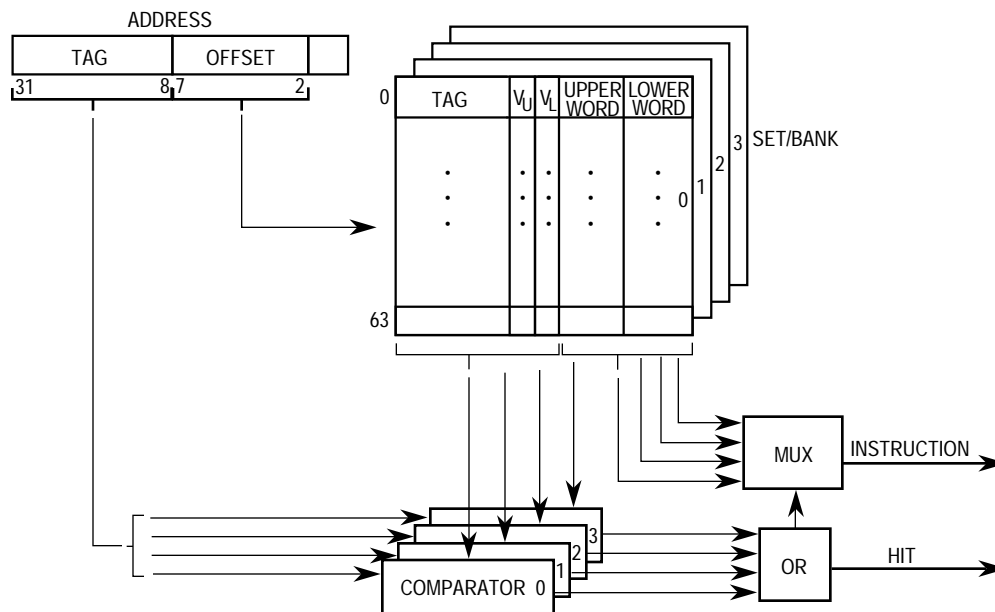 ADDRESS
TAG OFFSET
31 8 7 2
0 TAG VU VL UPPER WORD LOWER WORD
SET/BANK
0 1 2 3
63
MUX INSTRUCTION
COMPARATOR 0 1 2 3
OR HIT